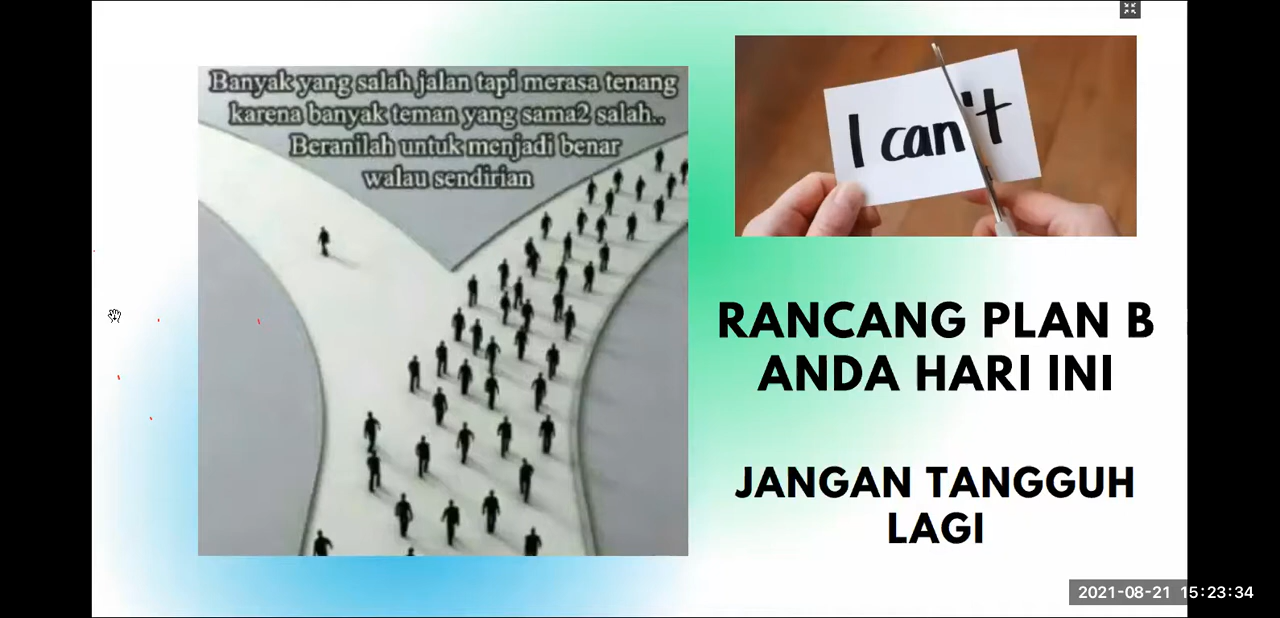 Banyak yang salah jalan tapi merasa tenang
karena banyak teman yang sama2 salah..
Beranilah untuk menjadi benar
walau sendirian
I can't
RANCANG PLAN B
ANDA HARI INI
JANGAN TANGGUH
LAGI
2021-08-21 15:23:34